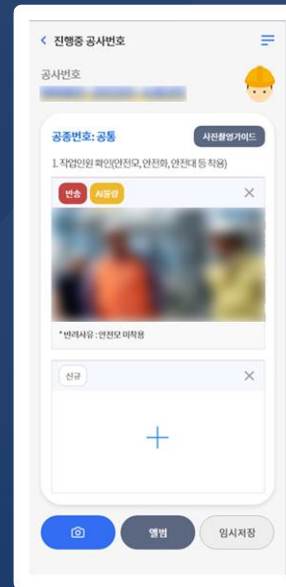 진행중 공사번호
공사번호
공종번호: 공통
사진촬영가이드
1. 작업인원 확인(안전모, 안전화, 안전대 등 착용)
반송 AI불량
* 반려사유 : 안전모 미착용
신규
앨범 임시저장